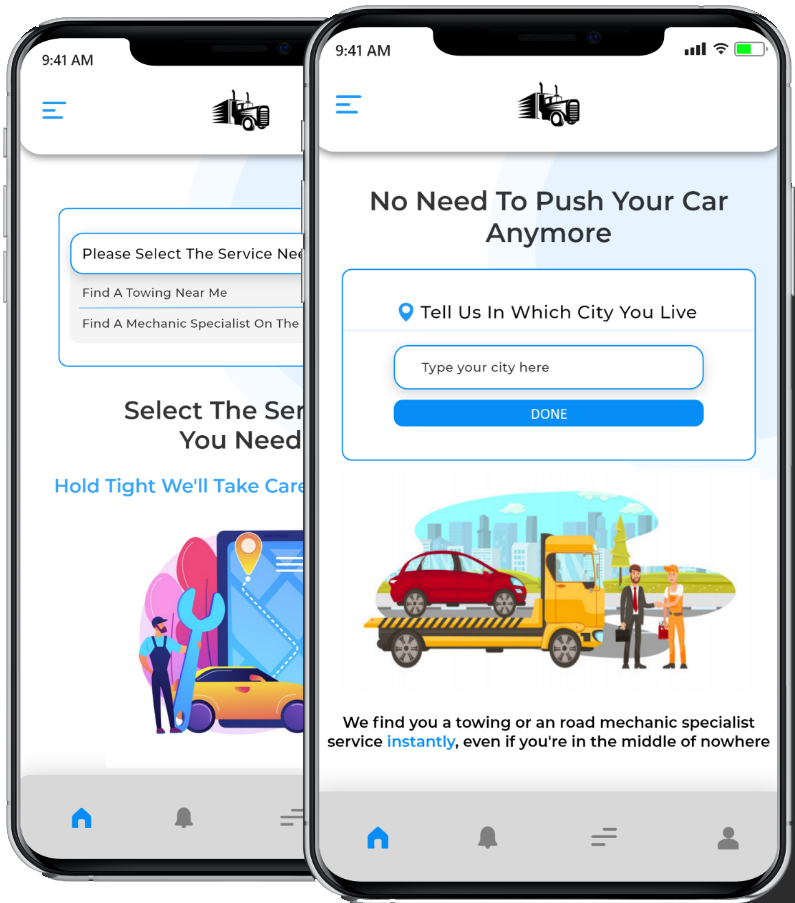 9:41 AM
Please Select The Service Nee
Find A Towing Near Me
Find A Mechanic Specialist On The
Select The Ser
You Need
Hold Tight We'll Take Care
9:41 AM
No Need To Push Your Car
Anymore
Tell Us In Which City You Live
Type your city here
DONE
We find you a towing or an road mechanic specialist
service instantly, even if you're in the middle of nowhere